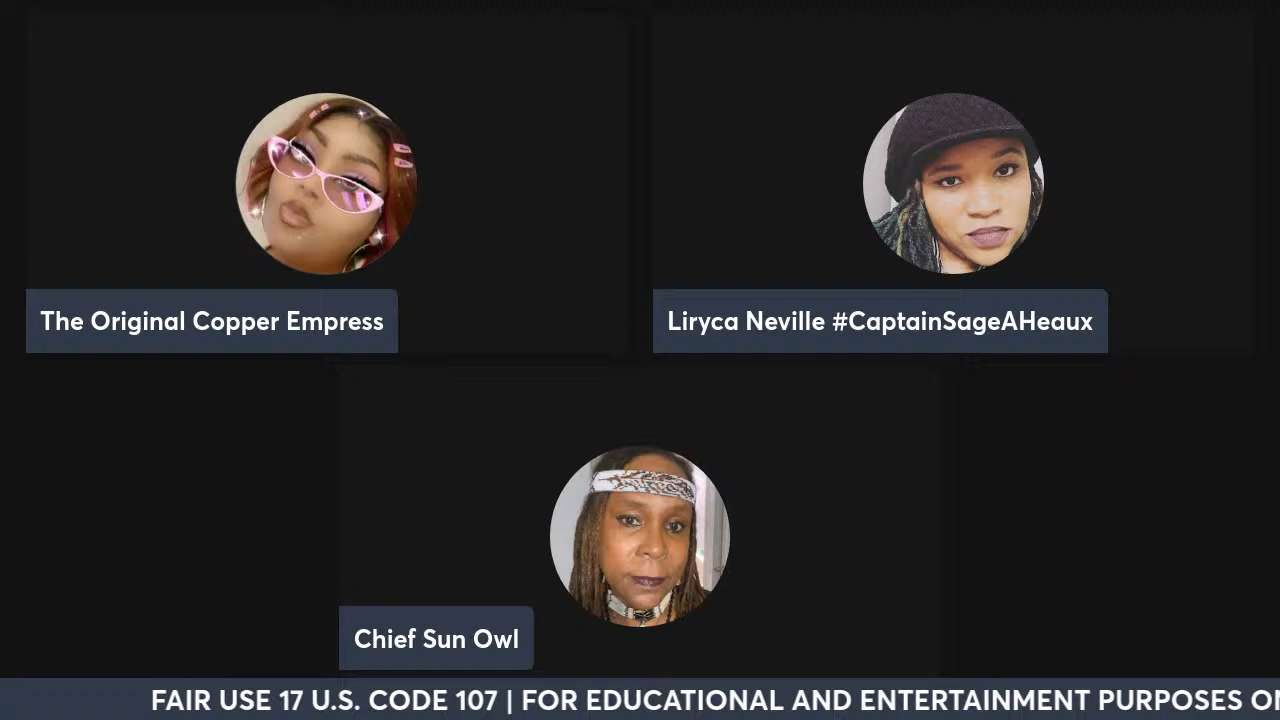 The Original Copper Empress
Liryca Neville #CaptainSageAHeaux
Chief Sun Owl
FAIR USE 17 U.S. CODE 107 | FOR EDUCATIONAL AND ENTERTAINMENT PURPOSES